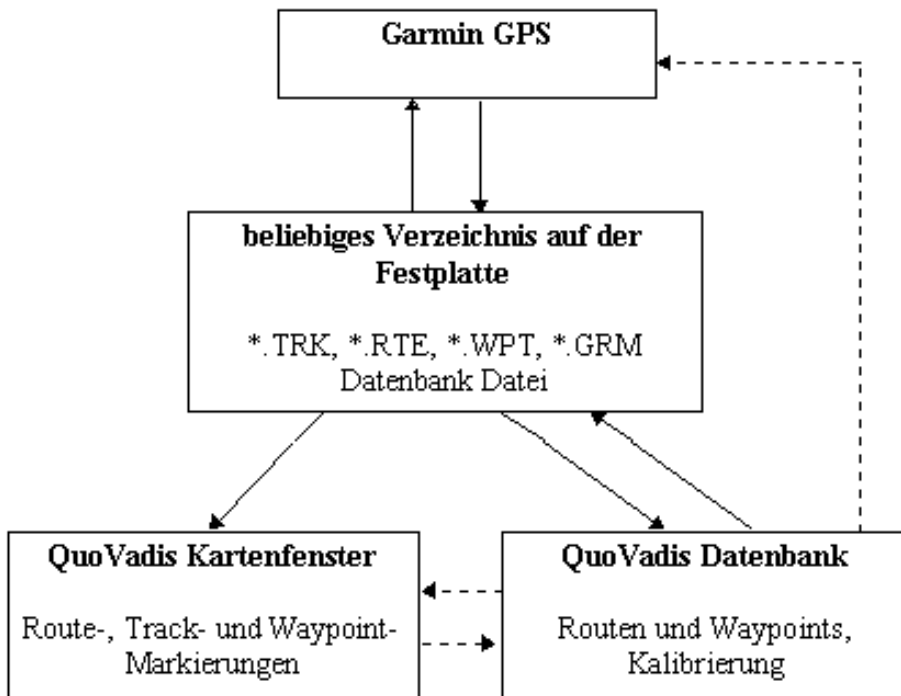 Garmin GPS
beliebiges Verzeichnis auf der
Festplatte
*.TRK, *.RTE, *.WPT, *.GRM
Datenbank Datei
QuoVadis Kartenfenster
Route-, Track- und Waypoint-
Markierungen
QuoVadis Datenbank
Routen und Waypoints,
Kalibrierung